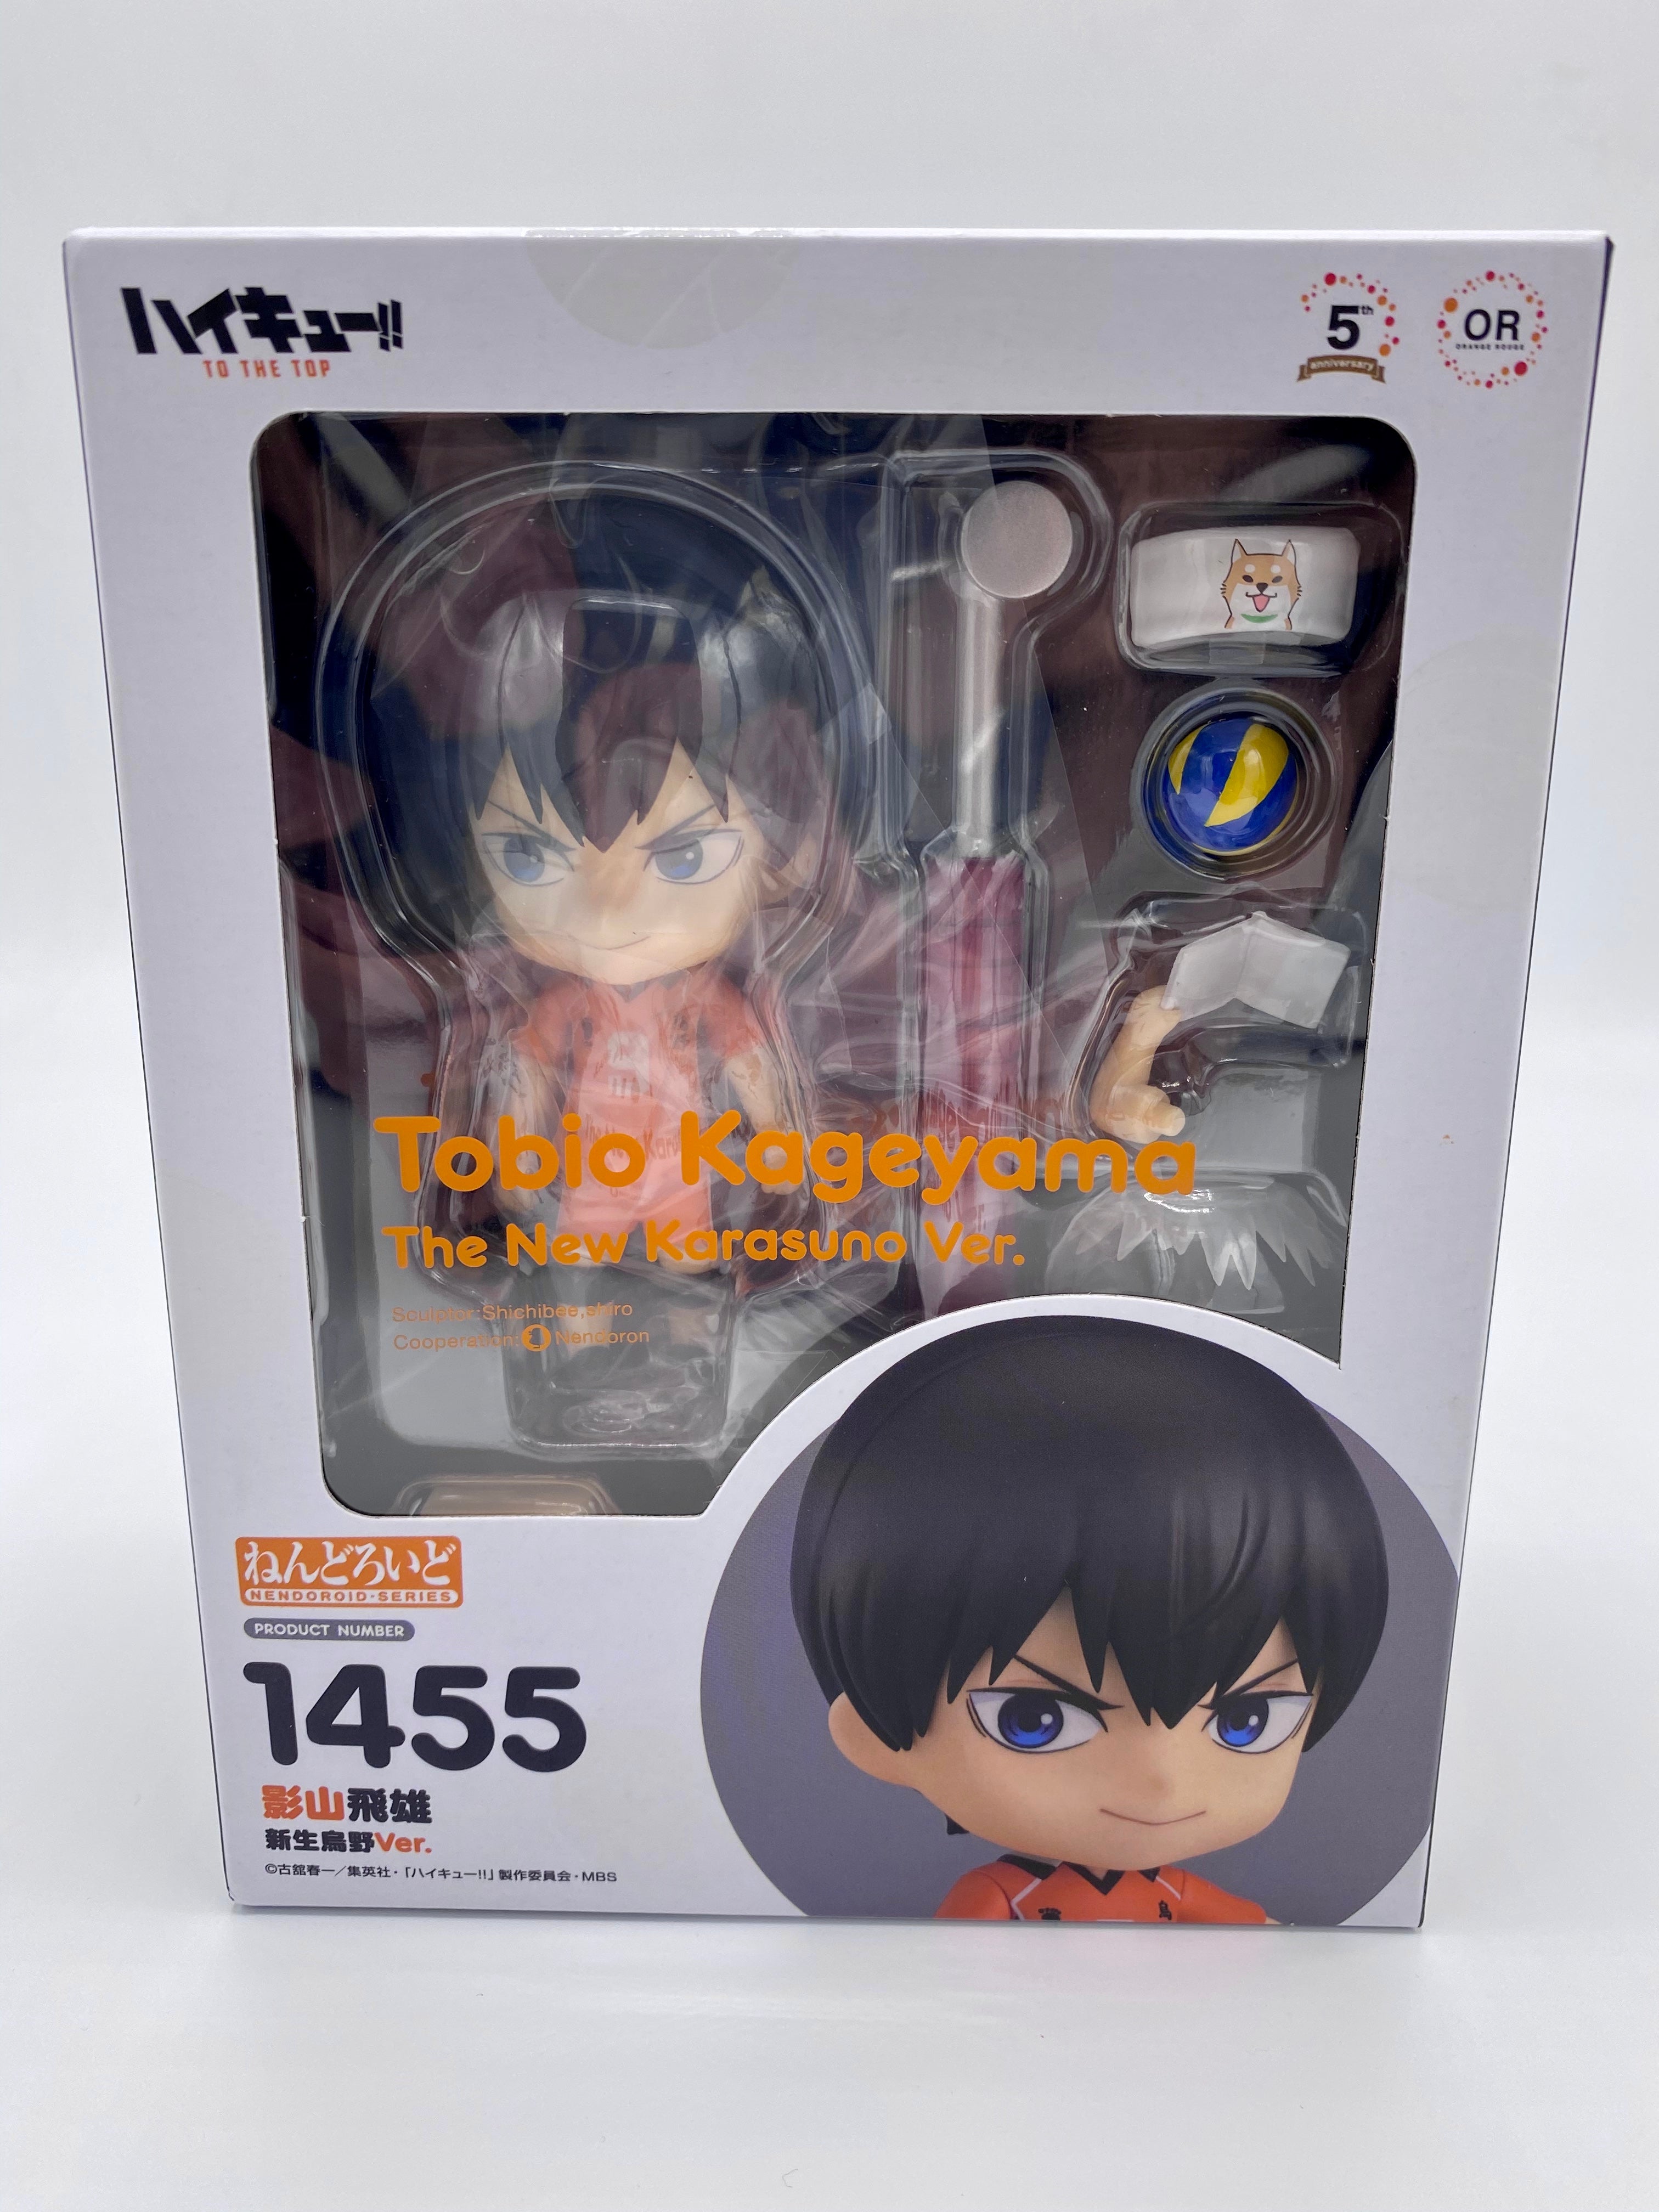 ハイキュー!!
TO THE TOP
5th
anniversary
OR
ORANGE ROUGE
Tobio Kageyama
The New Karasuno Ver.
Sculptor:Shichibee,shiro
Cooperation: Nendoron
ねんどろいど
NENDOROID・SERIES
PRODUCT NUMBER
1455
影山飛雄
新生烏野Ver.
©古舘春一／集英社・「ハイキュー!!」製作委員会・MBS
烏